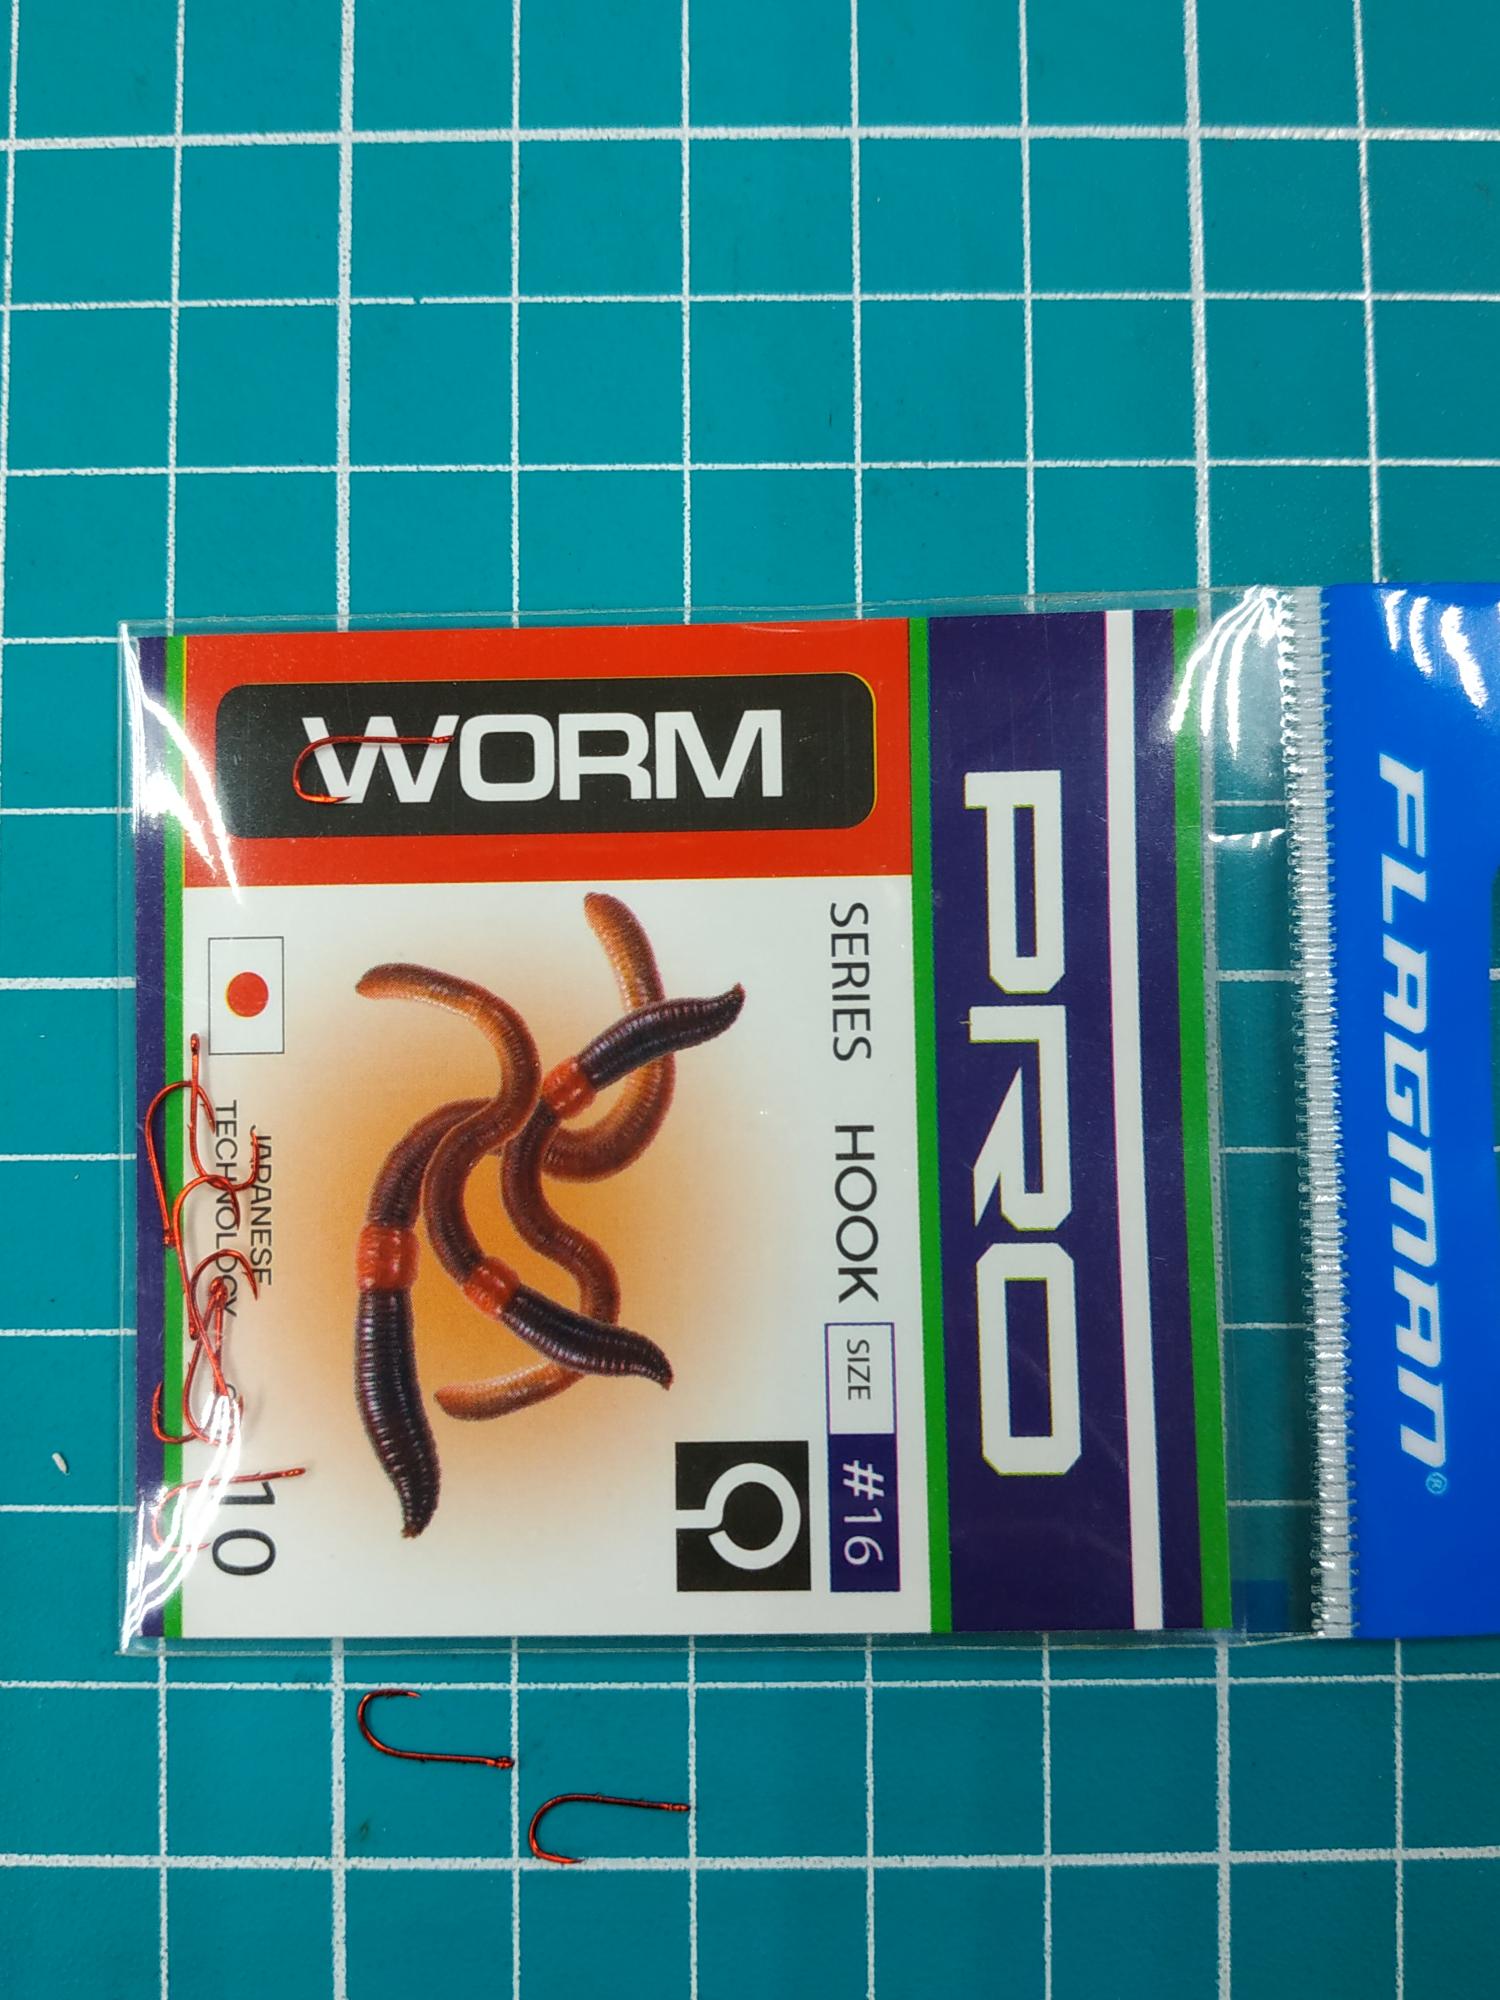 FLAGMAN®
PRO
SERIES HOOK SIZE #16
WORM
JAPANESE
TECHNOLOGY
10